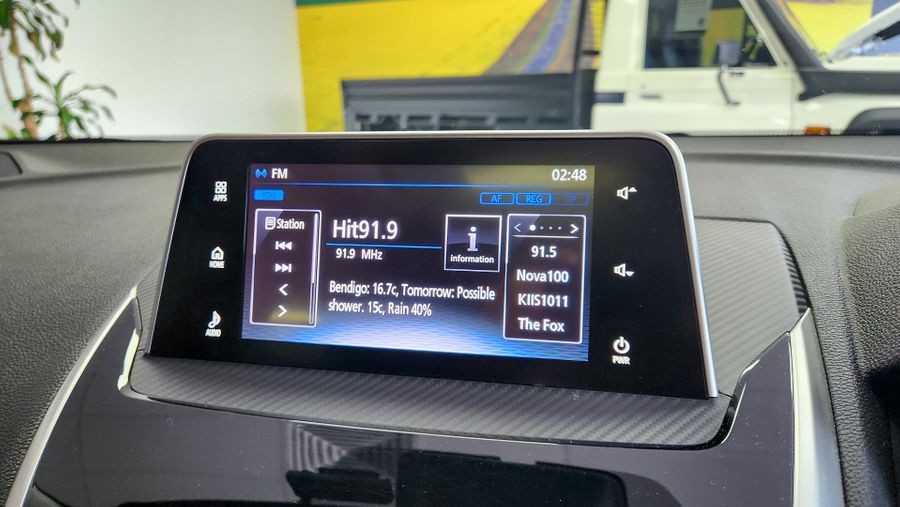 FM
02:48
RDS
AF
REG
TP
APPS
HOME
AUDIO
Station
Hit91.9
91.9 MHz
i
information
Bendigo: 16.7c, Tomorrow: Possible
shower. 15c, Rain 40%
91.5
Nova100
KIIS1011
The Fox
PWR